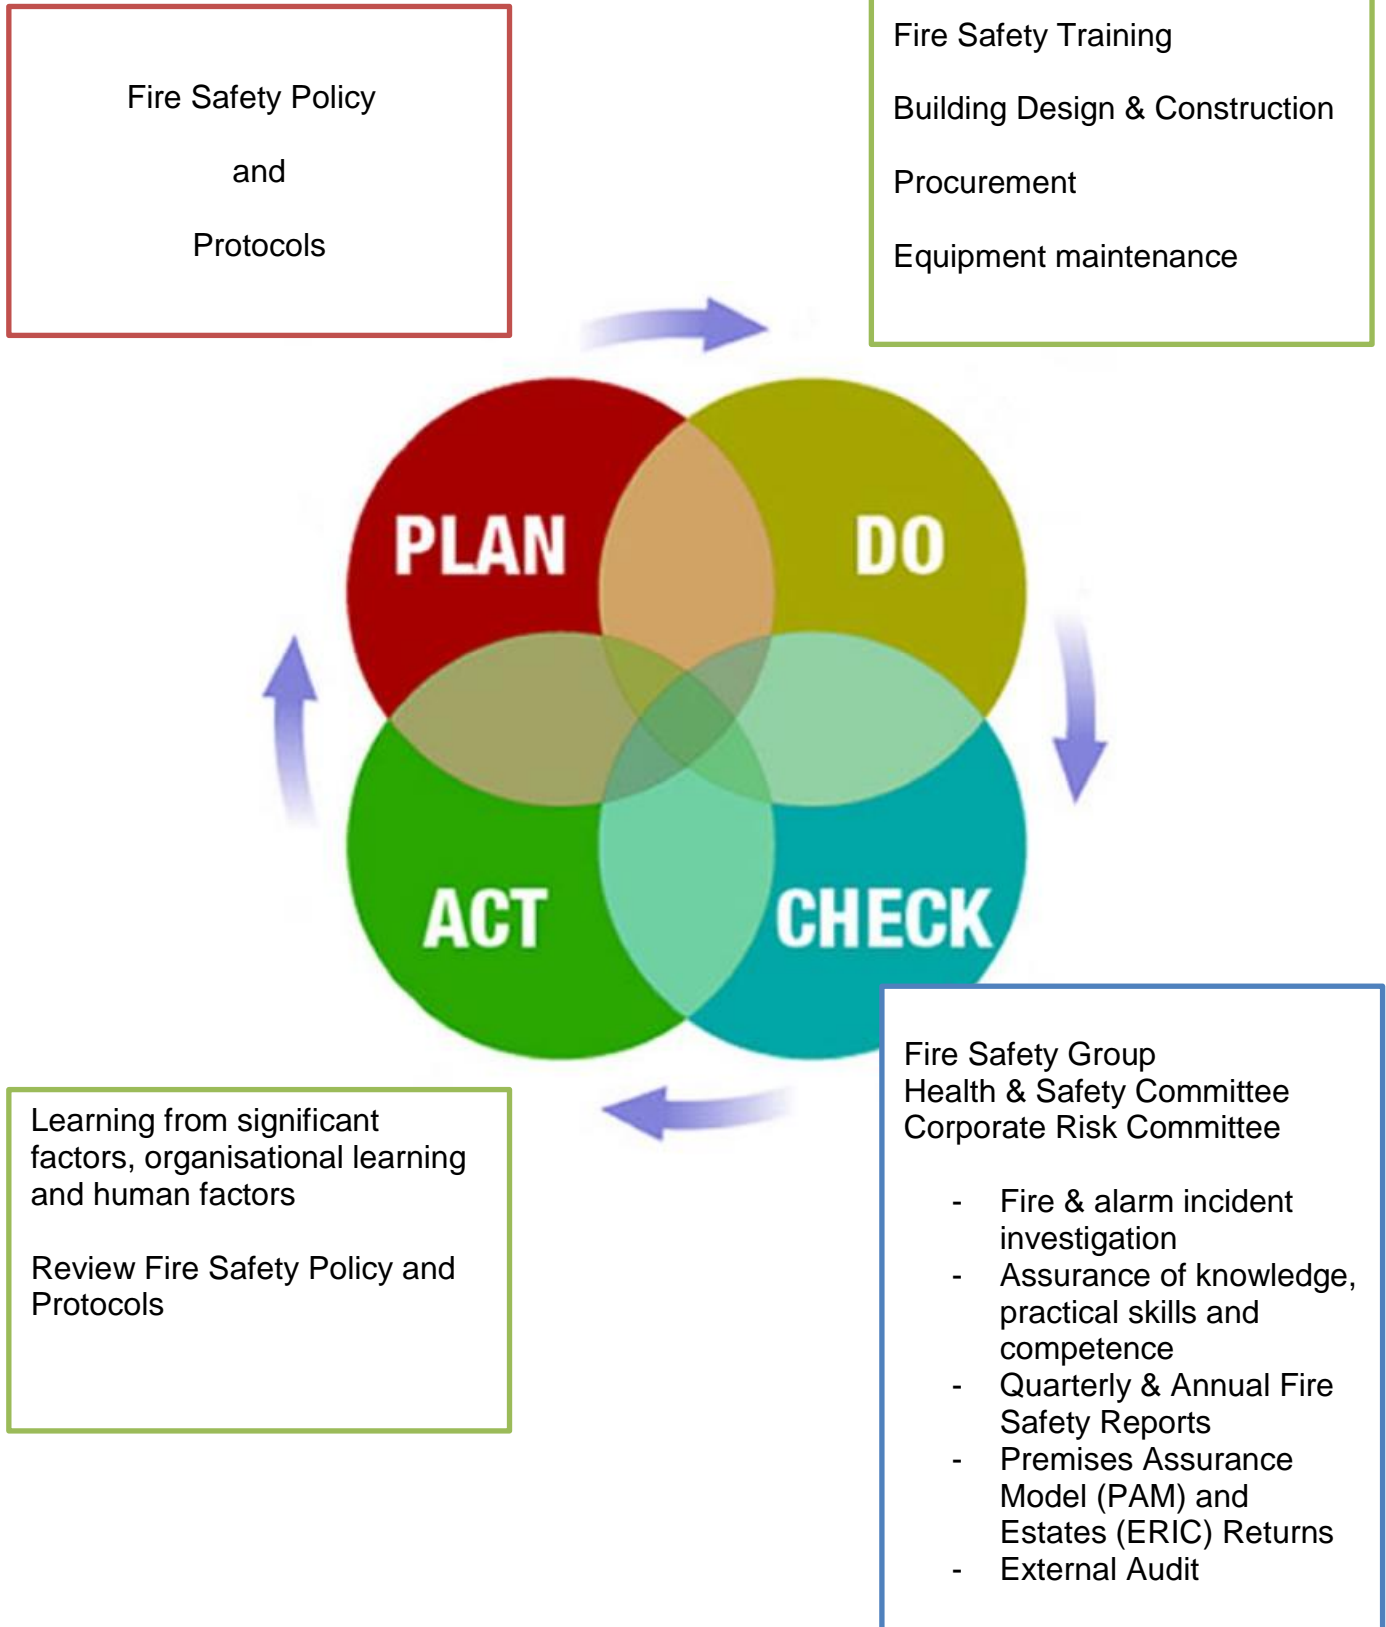 Fire Safety Policy
and
Protocols
Fire Safety Training
Building Design & Construction
Procurement
Equipment maintenance
PLAN
DO
ACT
CHECK
Learning from significant
factors, organisational learning
and human factors
Review Fire Safety Policy and
Protocols
Fire Safety Group
Health & Safety Committee
Corporate Risk Committee
- Fire & alarm incident
investigation
- Assurance of knowledge,
practical skills and
competence
- Quarterly & Annual Fire
Safety Reports
- Premises Assurance
Model (PAM) and
Estates (ERIC) Returns
- External Audit